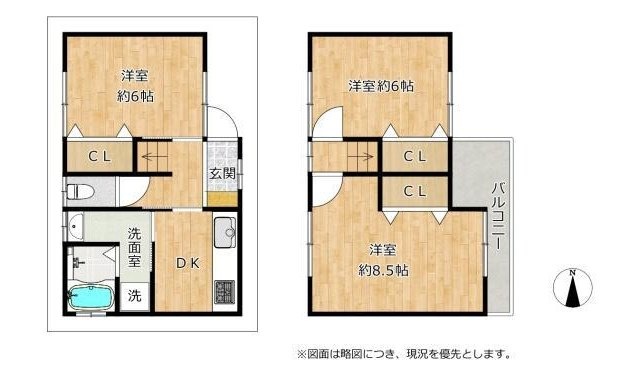 洋室
約6帖
CL
玄関
洗面室
DK
洗
洋室約6帖
CL
CL
バルコニー
洋室
約8.5帖
N
※図面は略図につき、現況を優先とします。